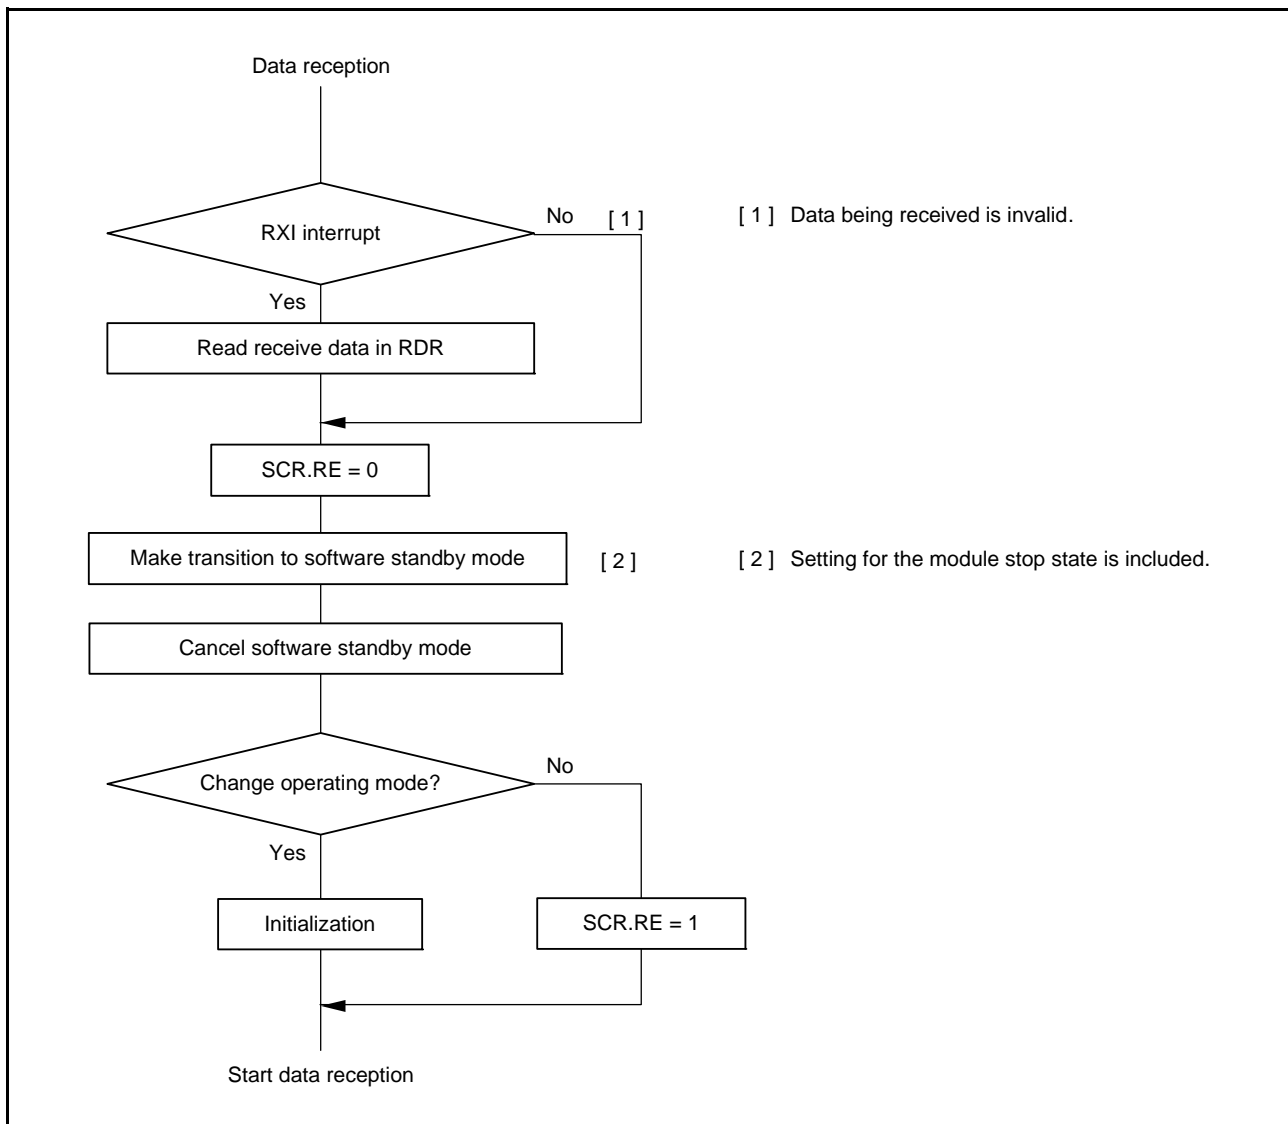 Data reception
RXI interrupt
No [ 1 ]
[ 1 ] Data being received is invalid.
Yes
Read receive data in RDR
SCR.RE = 0
Make transition to software standby mode
[ 2 ]
[ 2 ] Setting for the module stop state is included.
Cancel software standby mode
Change operating mode?
No
Yes
Initialization
SCR.RE = 1
Start data reception